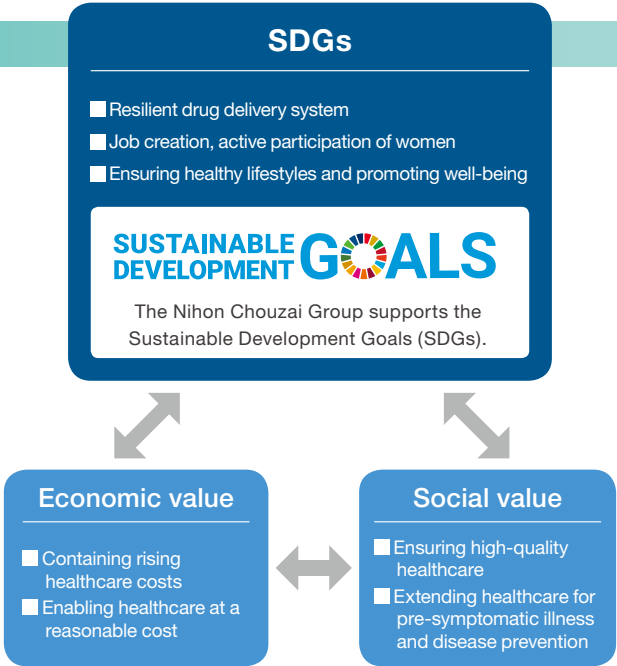 SDGs
Resilient drug delivery system
Job creation, active participation of women
Ensuring healthy lifestyles and promoting well-being
SUSTAINABLE
DEVELOPMENT
GOALS
The Nihon Chouzai Group supports the
Sustainable Development Goals (SDGs).
Economic value
Containing rising
healthcare costs
Enabling healthcare at a
reasonable cost
Social value
Ensuring high-quality
healthcare
Extending healthcare for
pre-symptomatic illness
and disease prevention